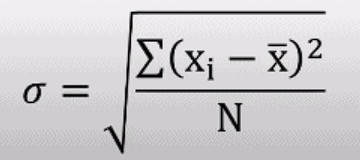 σ = √(∑(xᵢ − x̄)² / N)